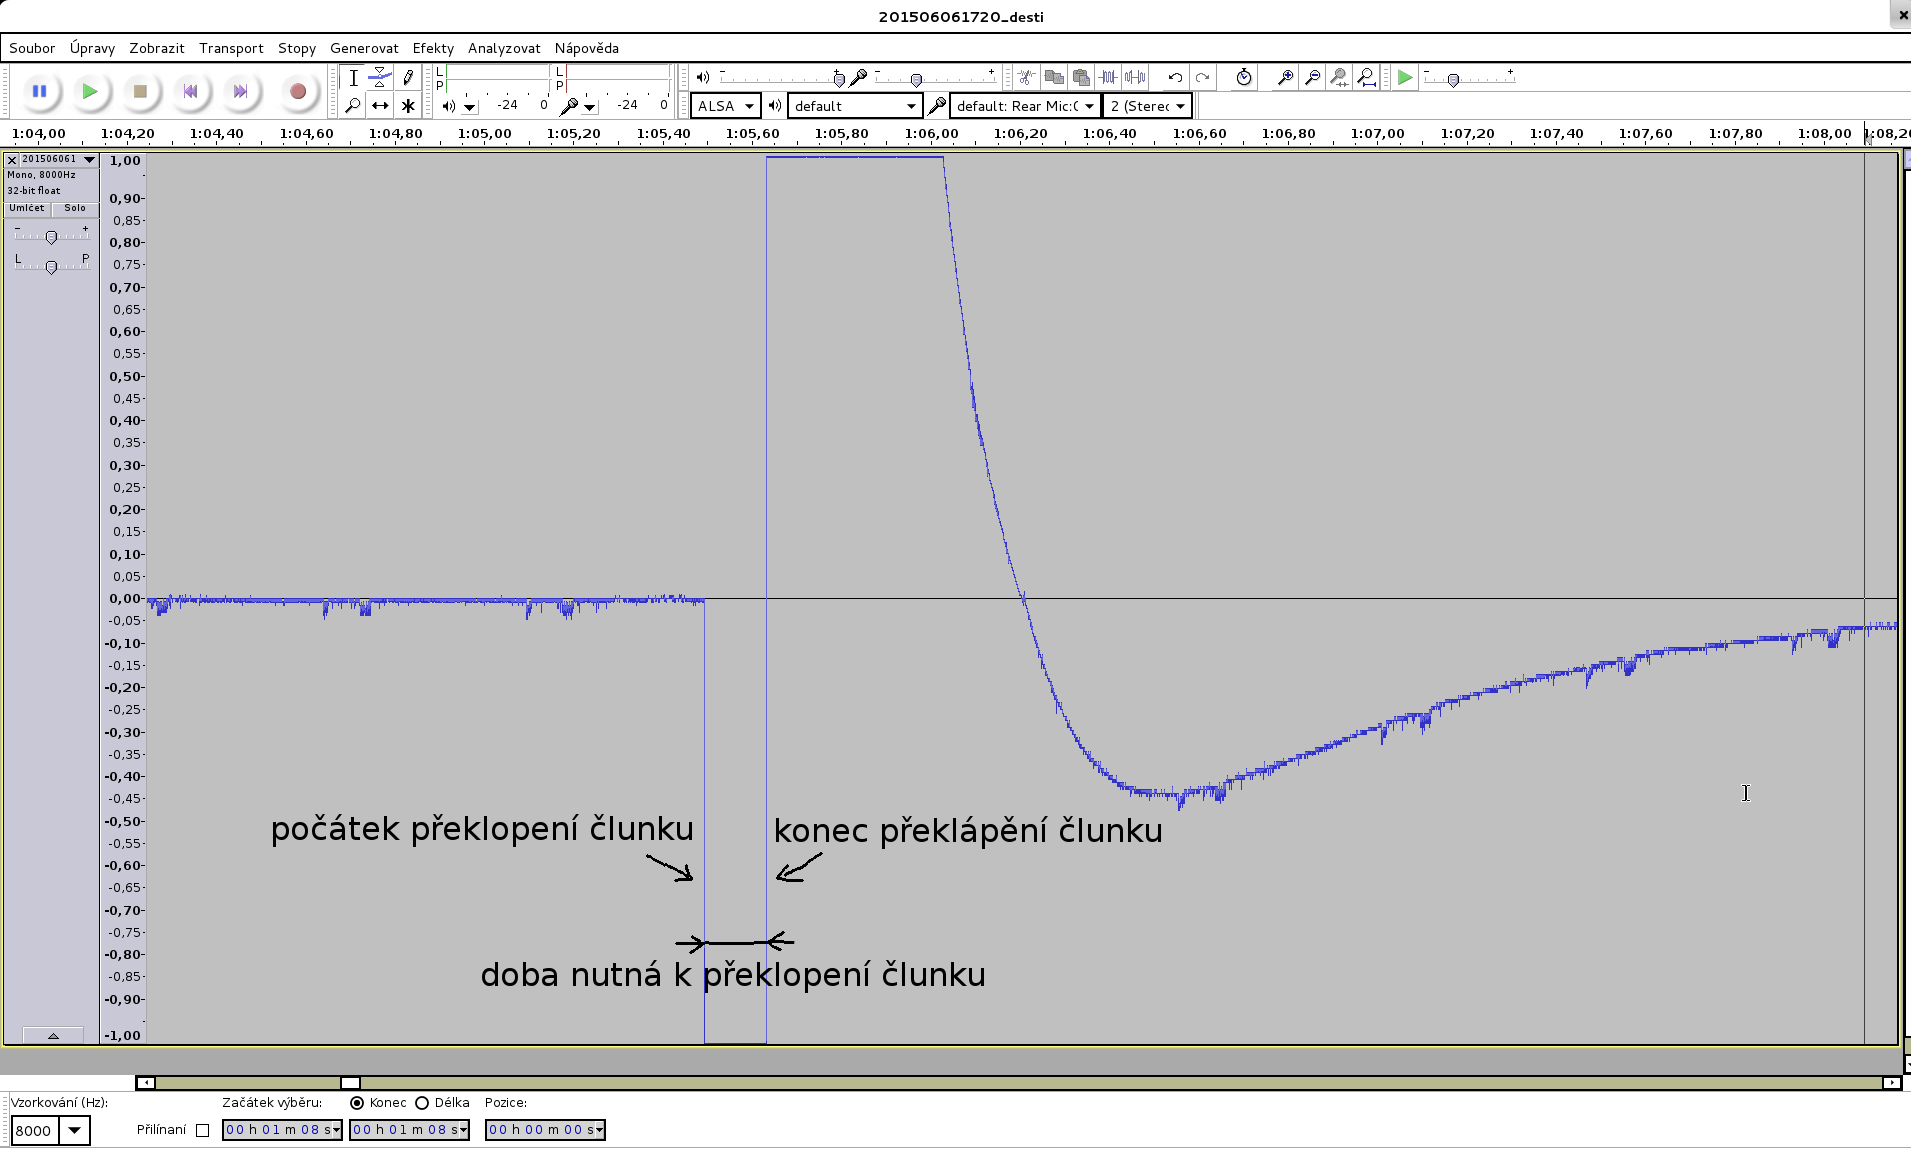 201506061720_desti
Soubor Úpravy Zobrazit Transport Stopy Generovat Efekty Analyzovat Nápověda
L P -24 0 L P -24 0
ALSA default default: Rear Mic:0 2 (Sterec
1:04,00 1:04,20 1:04,40 1:04,60 1:04,80 1:05,00 1:05,20 1:05,40 1:05,60 1:05,80 1:06,00 1:06,20 1:06,40 1:06,60 1:06,80 1:07,00 1:07,20 1:07,40 1:07,60 1:07,80 1:08,00 1:08,20
201506061
Mono, 8000Hz
32-bit float
Umlčet Solo
- +
L P
1,00
0,90
0,85
0,80
0,75
0,70
0,65
0,60
0,55
0,50
0,45
0,40
0,35
0,30
0,25
0,20
0,15
0,10
0,05
0,00
-0,05
-0,10
-0,15
-0,20
-0,25
-0,30
-0,35
-0,40
-0,45
-0,50
-0,55
-0,60
-0,65
-0,70
-0,75
-0,80
-0,85
-0,90
-1,00
počátek překlopení člunku
konec překlápění člunku
doba nutná k překlopení člunku
Vzorkování (Hz): Začátek výběru: Konec Délka Pozice:
8000 Přilínaní 00 h 01 m 08 s 00 h 01 m 08 s 00 h 00 m 00 s